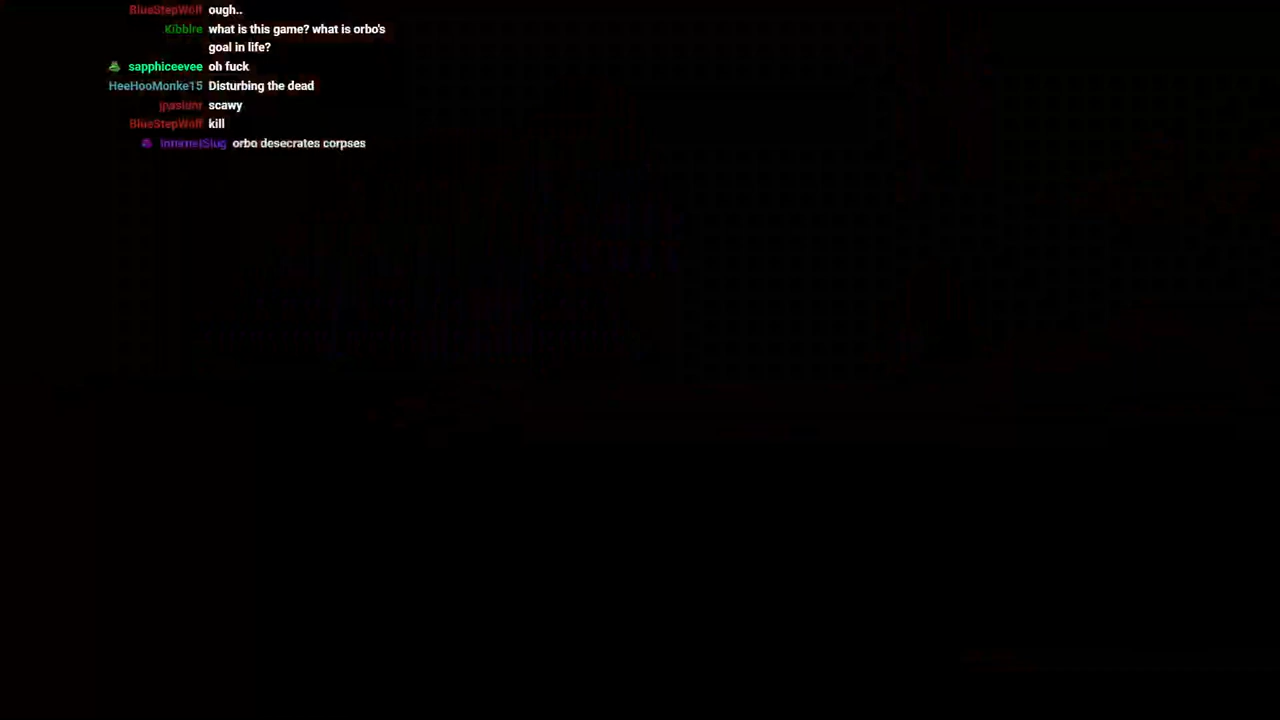 BlueStepWolf ough..
Kibblre what is this game? what is orbo's
goal in life?
sapphiceevee oh fuck
HeeHooMonke15 Disturbing the dead
scawy
BlueStepWolf kill
orbo desecrates corpses